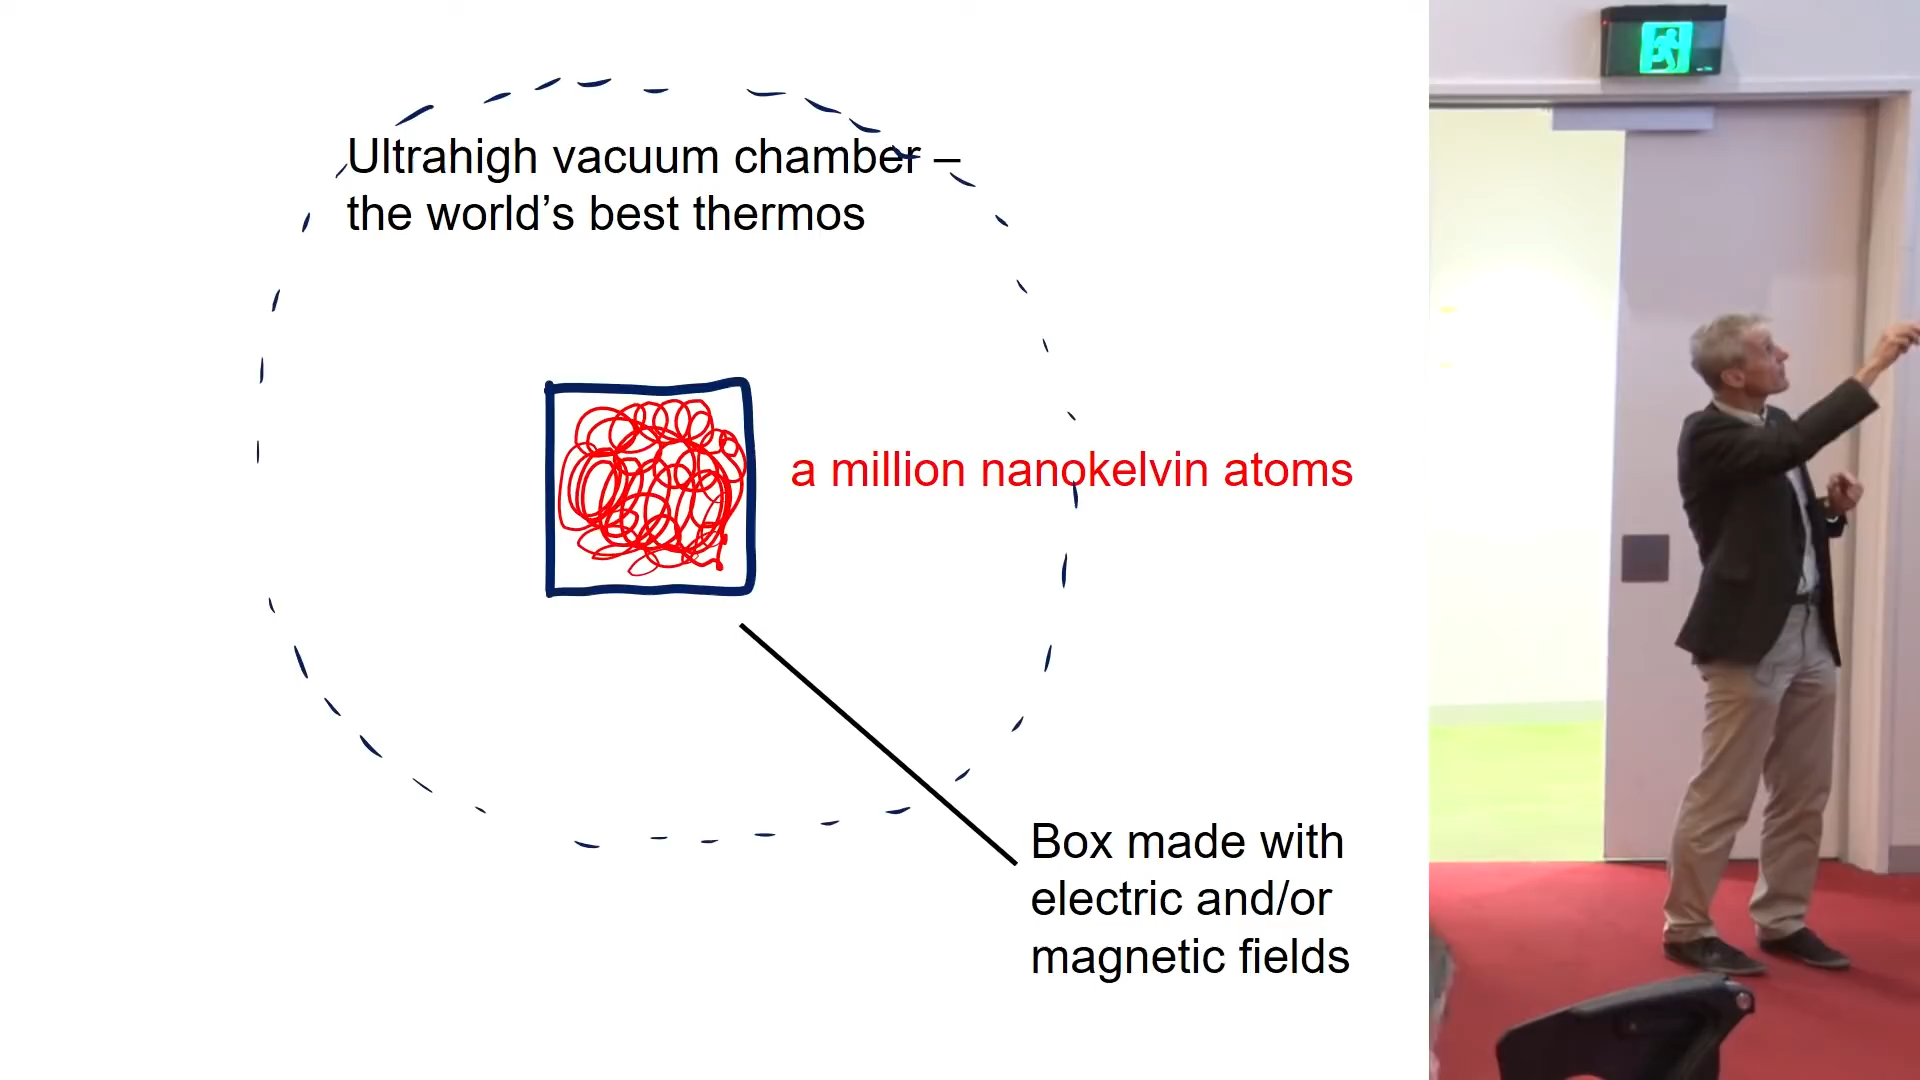 Ultrahigh vacuum chamber –
the world’s best thermos
a million nanokelvin atoms
Box made with
electric and/or
magnetic fields